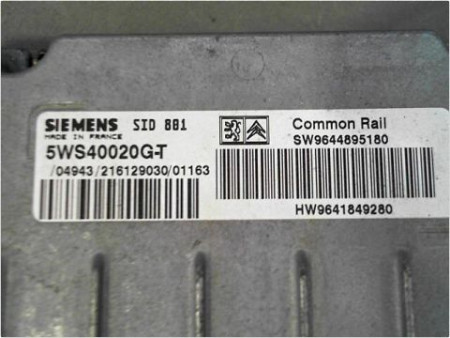 SIEMENS SID 801
MADE IN FRANCE
5WS40020G-T
/04943/216129030/01163
Common Rail
SW9644895180
HW9641849280